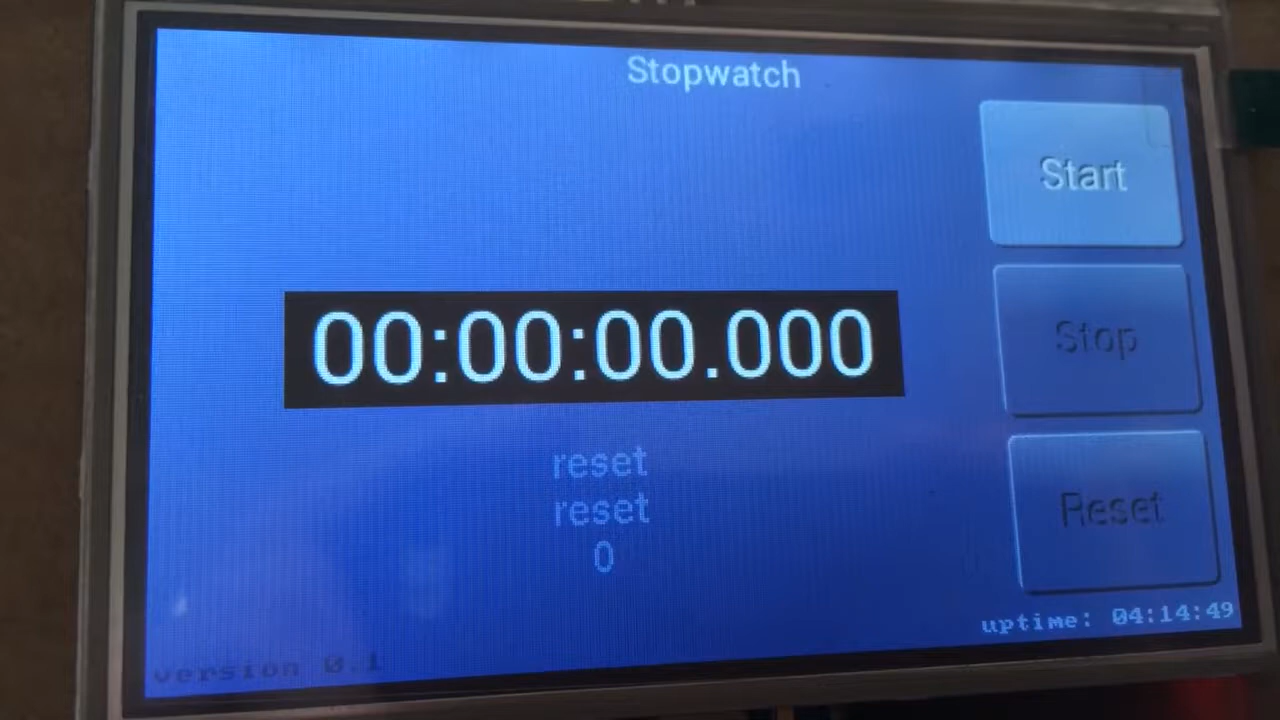 Stopwatch
Start
00:00:00.000
Stop
reset
reset
0
Reset
uptime: 04:14:49
version 0.1